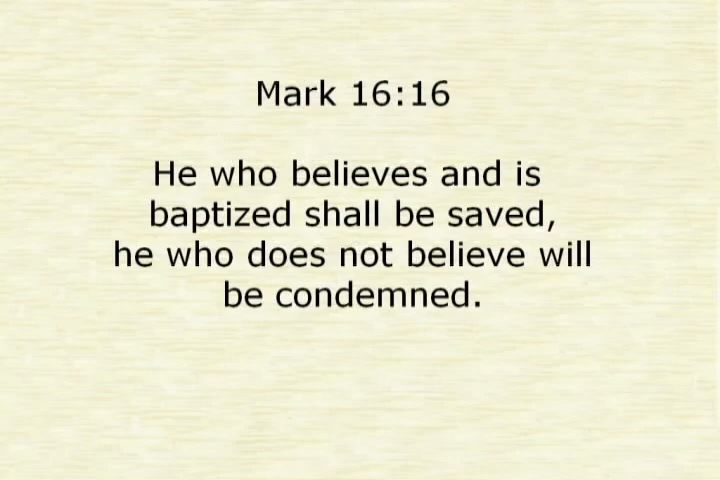 Mark 16:16
He who believes and is
baptized shall be saved,
he who does not believe will
be condemned.